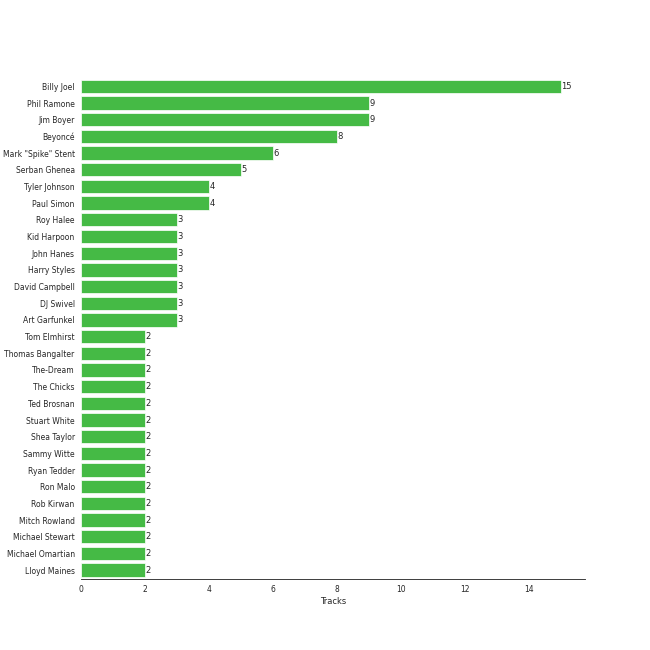 Billy Joel 15
Phil Ramone 9
Jim Boyer 9
Beyoncé 8
Mark "Spike" Stent 6
Serban Ghenea 5
Tyler Johnson 4
Paul Simon 4
Roy Halee 3
Kid Harpoon 3
John Hanes 3
Harry Styles 3
David Campbell 3
DJ Swivel 3
Art Garfunkel 3
Tom Elmhirst 2
Thomas Bangalter 2
The-Dream 2
The Chicks 2
Ted Brosnan 2
Stuart White 2
Shea Taylor 2
Sammy Witte 2
Ryan Tedder 2
Ron Malo 2
Rob Kirwan 2
Mitch Rowland 2
Michael Stewart 2
Michael Omartian 2
Lloyd Maines 2
0 2 4 6 8 10 12 14
Tracks